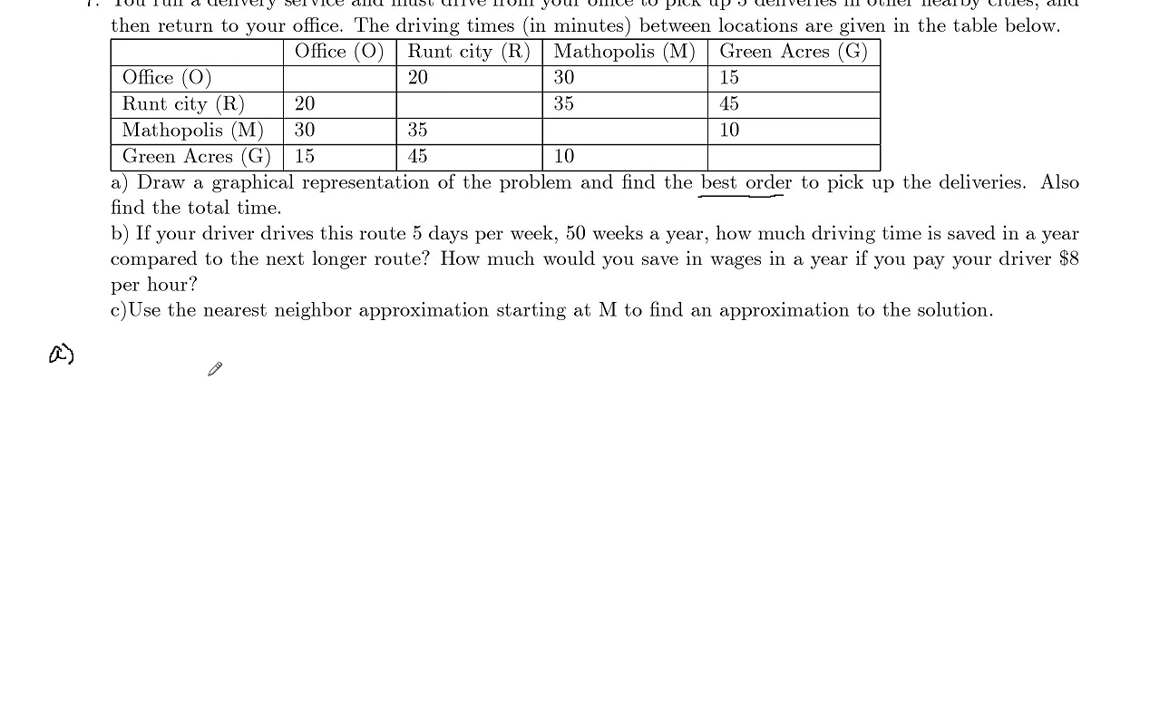 then return to your office. The driving times (in minutes) between locations are given in the table below.
Office (O) Runt city (R) Mathopolis (M) Green Acres (G)
Office (O) 20 30 15
Runt city (R) 20 35 45
Mathopolis (M) 30 35 10
Green Acres (G) 15 45 10
a) Draw a graphical representation of the problem and find the best order to pick up the deliveries. Also
find the total time.
b) If your driver drives this route 5 days per week, 50 weeks a year, how much driving time is saved in a year
compared to the next longer route? How much would you save in wages in a year if you pay your driver $8
per hour?
c)Use the nearest neighbor approximation starting at M to find an approximation to the solution.
a)